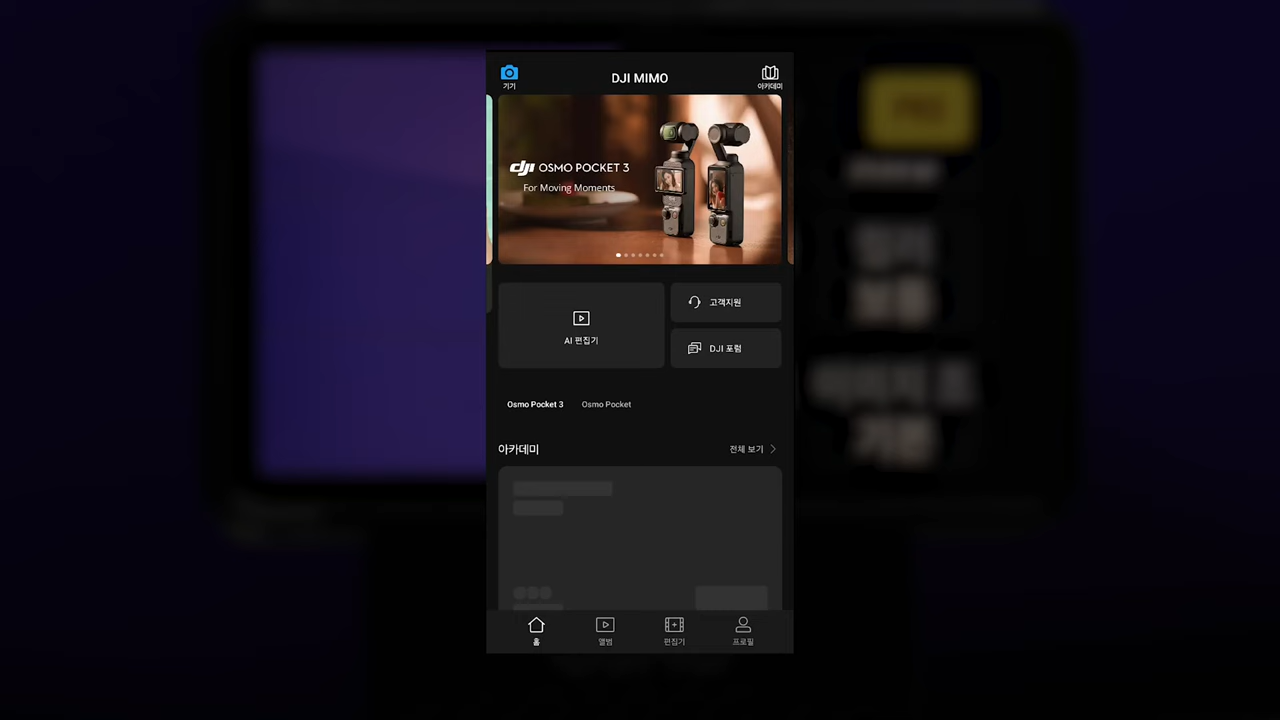 DJI MIMO
기기
아카데미
dji OSMO POCKET 3
For Moving Moments
AI 편집기
고객지원
DJI 포럼
Osmo Pocket 3 Osmo Pocket
아카데미 전체 보기
홈 앨범 편집기 프로필